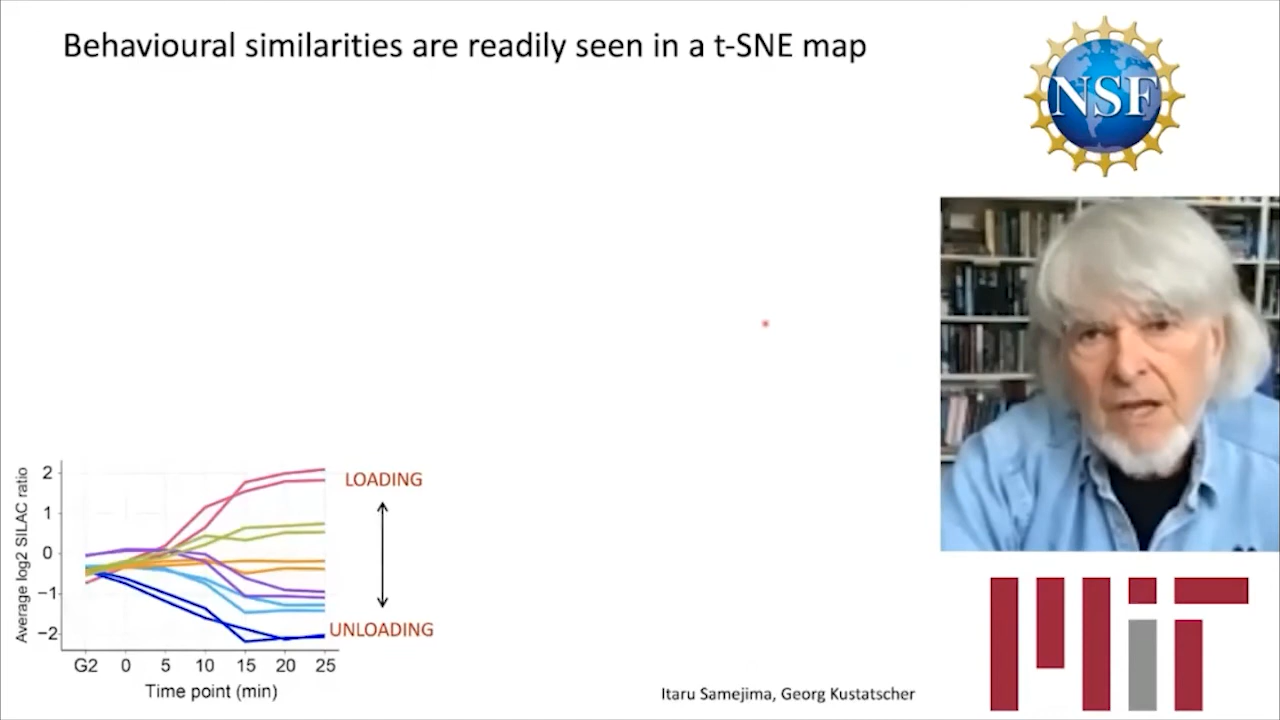 Behavioural similarities are readily seen in a t-SNE map
NSF
Average log2 SILAC ratio
2
1
0
−1
−2
LOADING
UNLOADING
G2 0 5 10 15 20 25
Time point (min)
Itaru Samejima, Georg Kustatscher
MIT